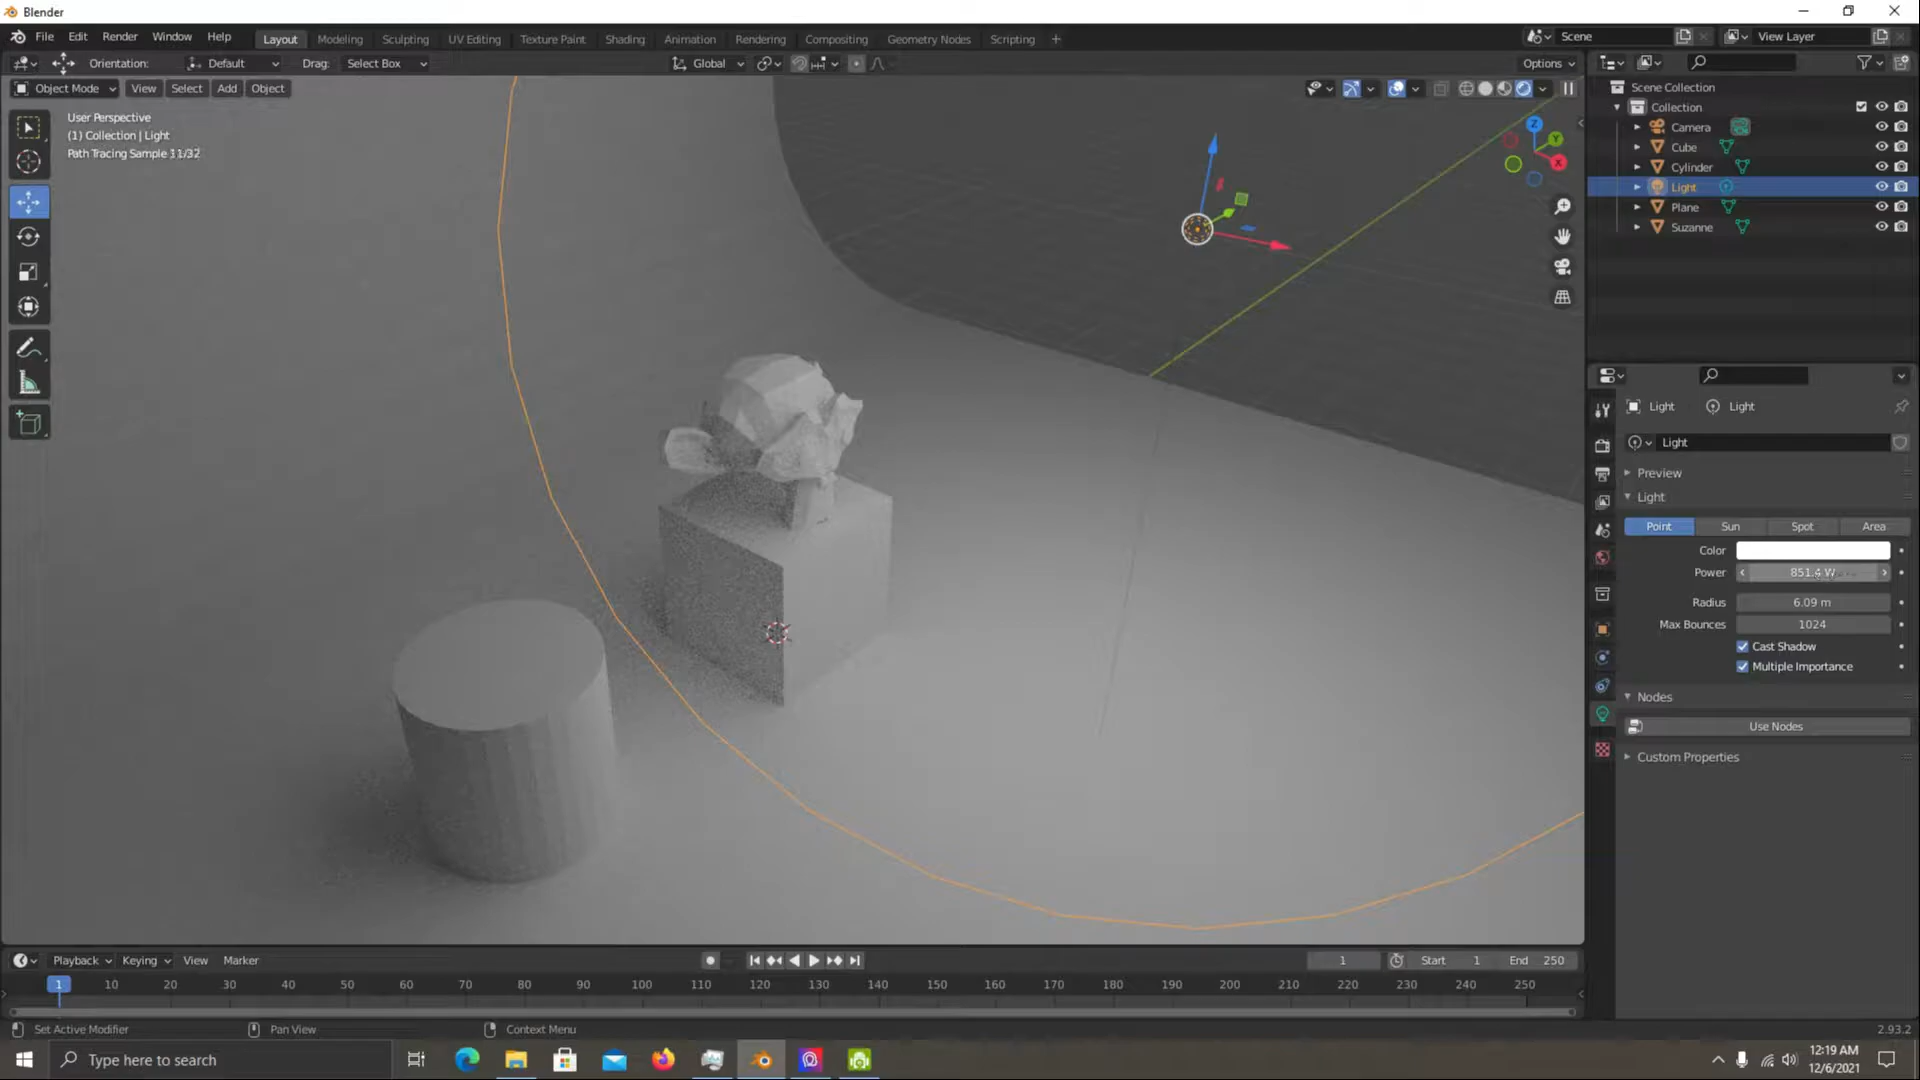 Blender
File Edit Render Window Help Layout Modeling Sculpting UV Editing Texture Paint Shading Animation Rendering Compositing Geometry Nodes Scripting + Scene View Layer
Orientation: Default Drag: Select Box Global Options
Object Mode View Select Add Object
User Perspective
(1) Collection | Light
Path Tracing Sample 11/32
Z
Y
X
Scene Collection
Collection
Camera
Cube
Cylinder
Light
Plane
Suzanne
Light Light
Light
Preview
Light
Point Sun Spot Area
Color
Power 851.4 W
Radius 6.09 m
Max Bounces 1024
Cast Shadow
Multiple Importance
Nodes
Use Nodes
Custom Properties
Playback Keying View Marker 1 Start 1 End 250
1 10 20 30 40 50 60 70 80 90 100 110 120 130 140 150 160 170 180 190 200 210 220 230 240 250
Set Active Modifier Pan View Context Menu 2.93.2
Type here to search
12:19 AM
12/6/2021